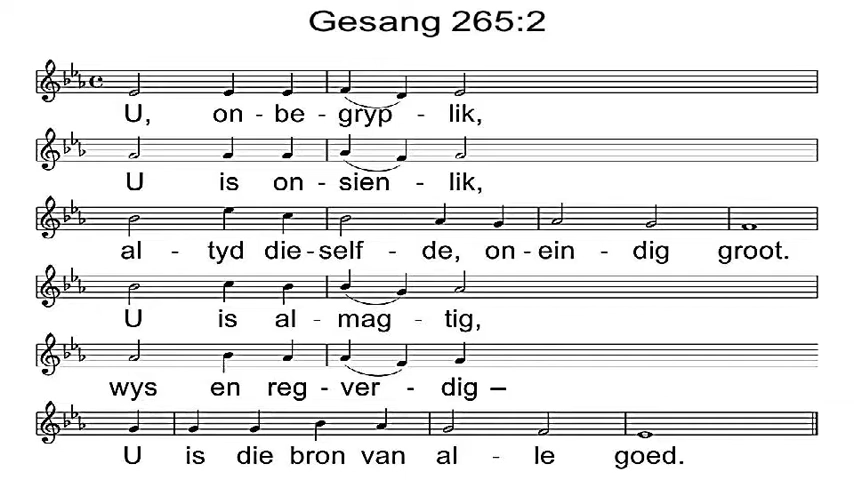 Gesang 265:2
U, on-be-gryp-lik,
U is on-sien-lik,
al-tyd die-self-de, on-ein-dig groot.
U is al-mag-tig,
wys en reg-ver-dig –
U is die bron van al-le goed.